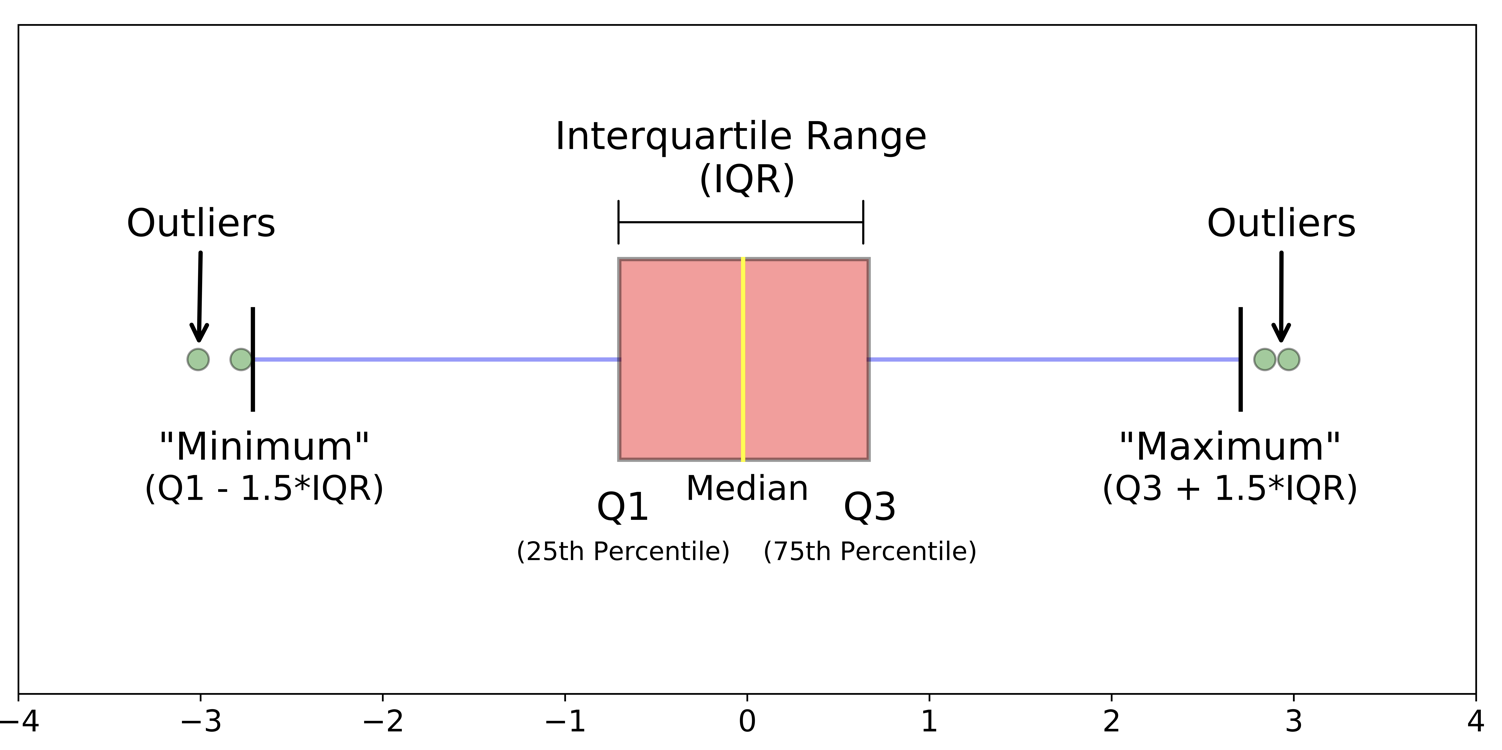 Interquartile Range
(IQR)
Outliers
Outliers
"Minimum"
(Q1 - 1.5*IQR)
"Maximum"
(Q3 + 1.5*IQR)
Median
Q1
Q3
(25th Percentile)
(75th Percentile)
−4 −3 −2 −1 0 1 2 3 4